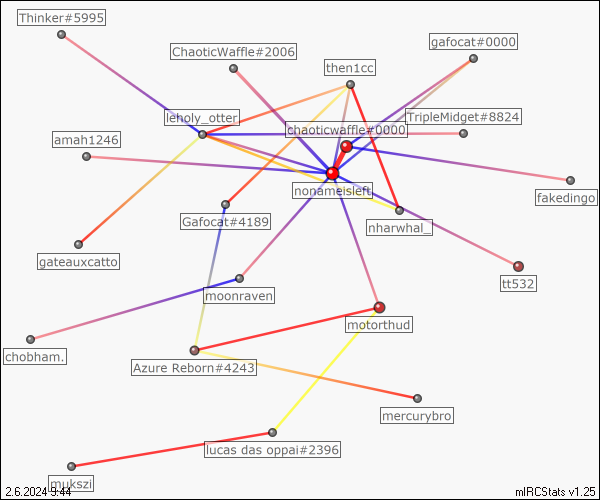 Thinker#5995
ChaoticWaffle#2006
gafocat#0000
then1cc
leholy_otter
TripleMidget#8824
chaoticwaffle#0000
amah1246
nonameisleft
fakedingo
Gafocat#4189
nharwhal_
gateauxcatto
tt532
moonraven
motorthud
chobham.
Azure Reborn#4243
mercurybro
lucas das oppai#2396
mukszi
2.6.2024 9:44
mIRCStats v1.25